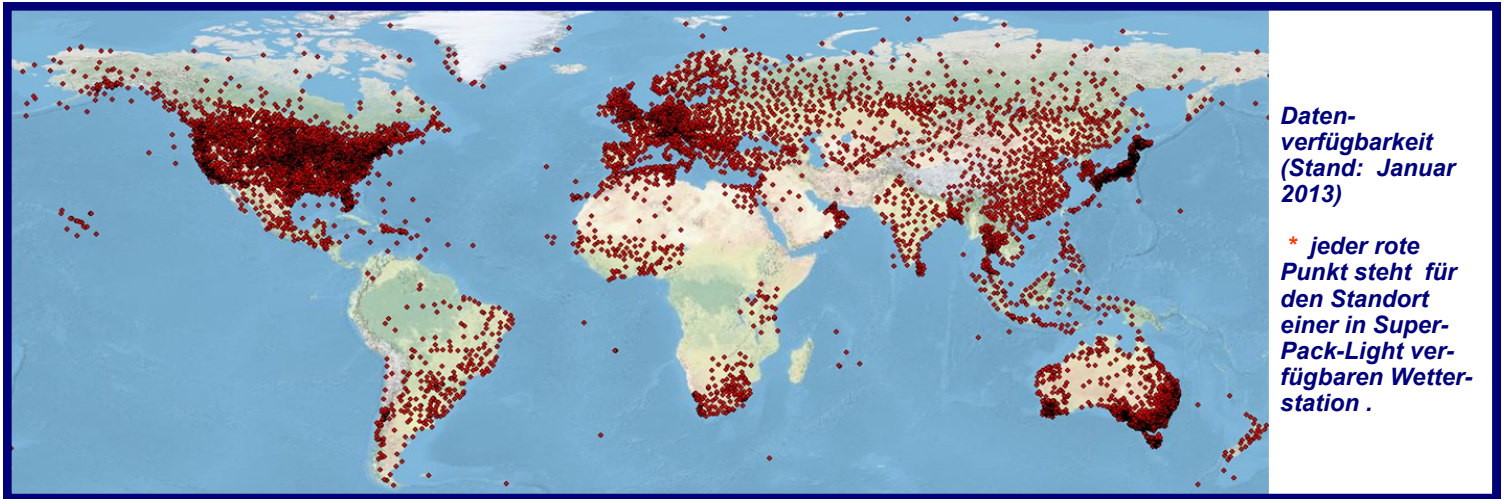 Daten-
verfügbarkeit
(Stand: Januar
2013)
* jeder rote
Punkt steht für
den Standort
einer in Super-
Pack-Light ver-
fügbaren Wetter-
station .